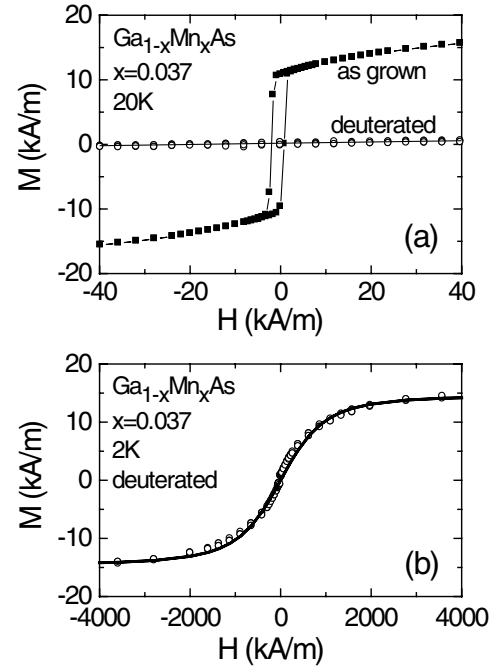 Ga1-xMnxAs
x=0.037
20K
as grown
deuterated
(a)
M (kA/m)
20
10
0
-10
-20
-40
-20
0
20
40
H (kA/m)
Ga1-xMnxAs
x=0.037
2K
deuterated
(b)
M (kA/m)
20
10
0
-10
-20
-4000
-2000
0
2000
4000
H (kA/m)